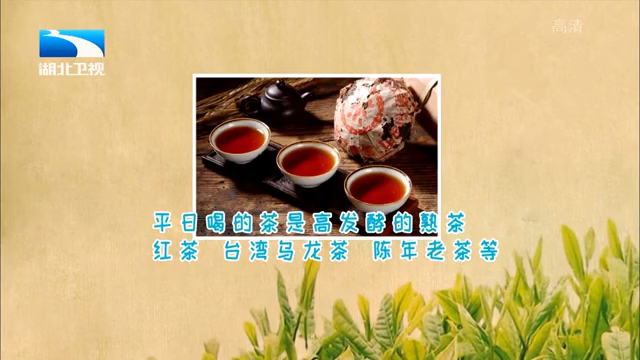 湖北卫视
高清
平日喝的茶是高发酵的熟茶
红茶 台湾乌龙茶 陈年老茶等